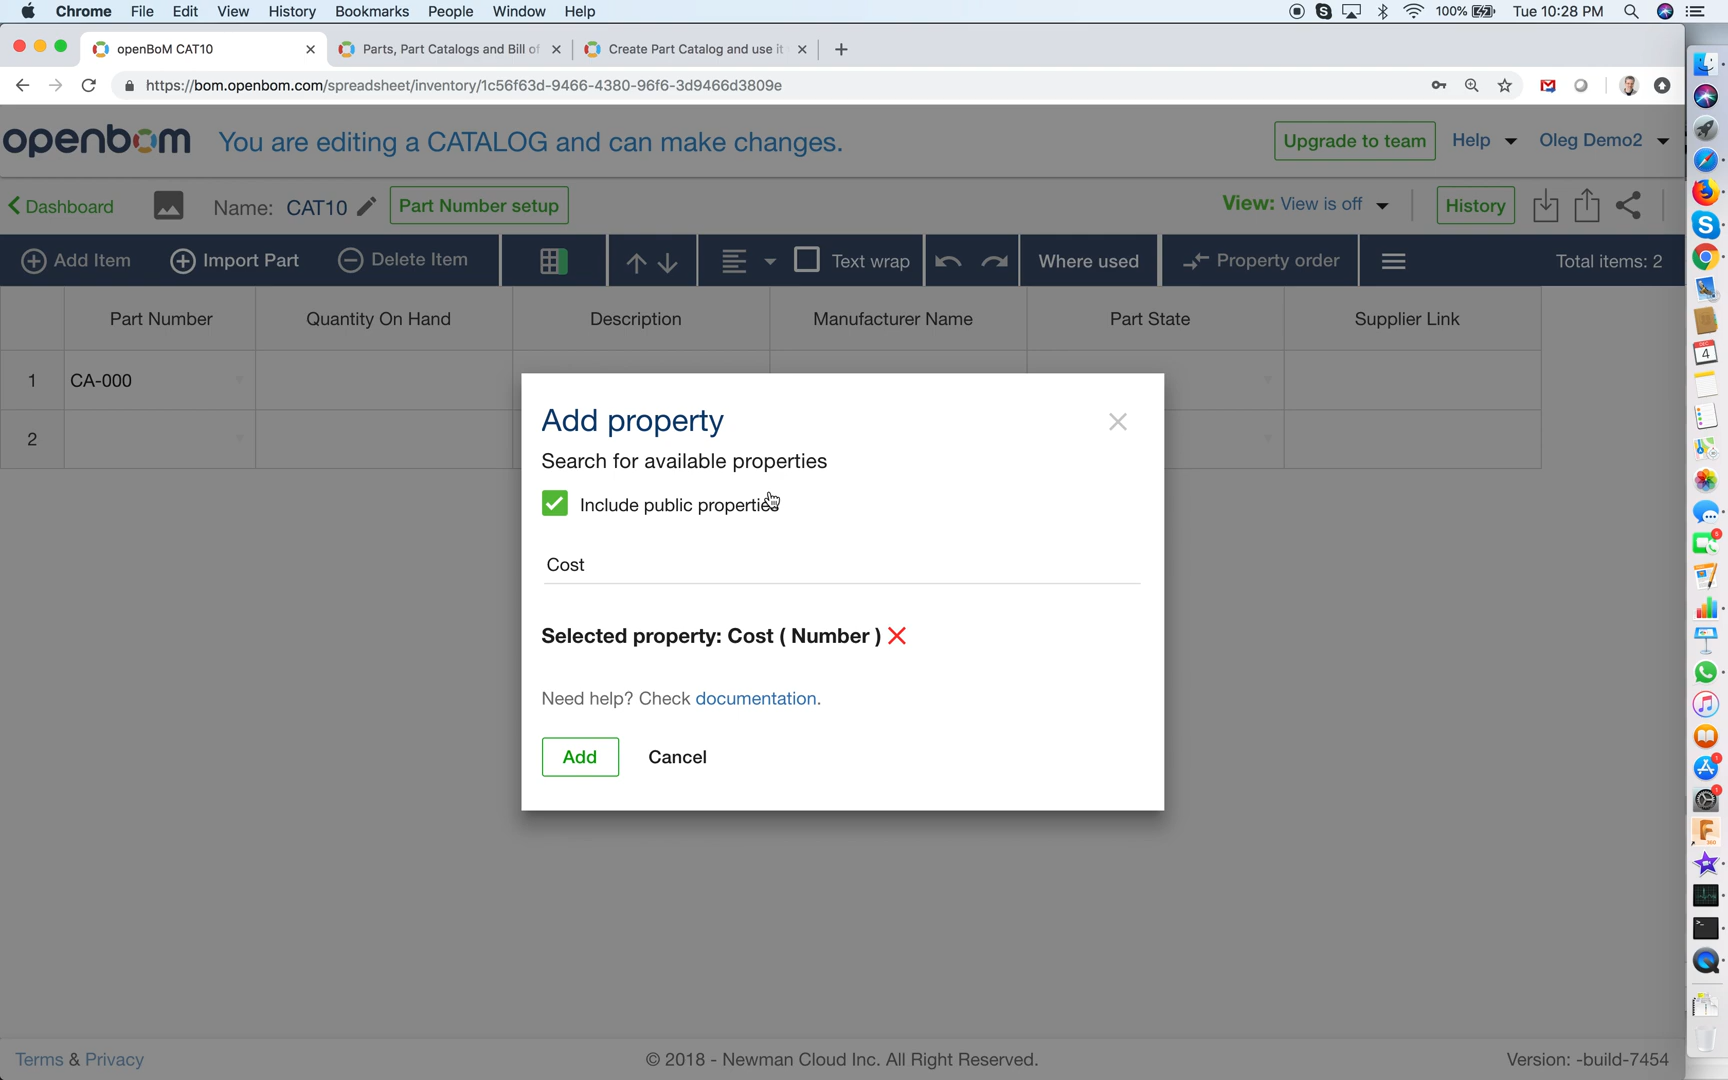 Chrome File Edit View History Bookmarks People Window Help 100% Tue 10:28 PM
openBoM CAT10 Parts, Part Catalogs and Bill of Create Part Catalog and use it
https://bom.openbom.com/spreadsheet/inventory/1c56f63d-9466-4380-96f6-3d9466d3809e
openbom You are editing a CATALOG and can make changes. Upgrade to team Help Oleg Demo2
Dashboard Name: CAT10 Part Number setup View: View is off History
Add Item Import Part Delete Item Text wrap Where used Property order Total items: 2
Part Number Quantity On Hand Description Manufacturer Name Part State Supplier Link
1 CA-000
2
Add property
Search for available properties
Include public properties
Cost
Selected property: Cost ( Number )
Need help? Check documentation.
Add Cancel
Terms & Privacy © 2018 - Newman Cloud Inc. All Right Reserved. Version: -build-7454